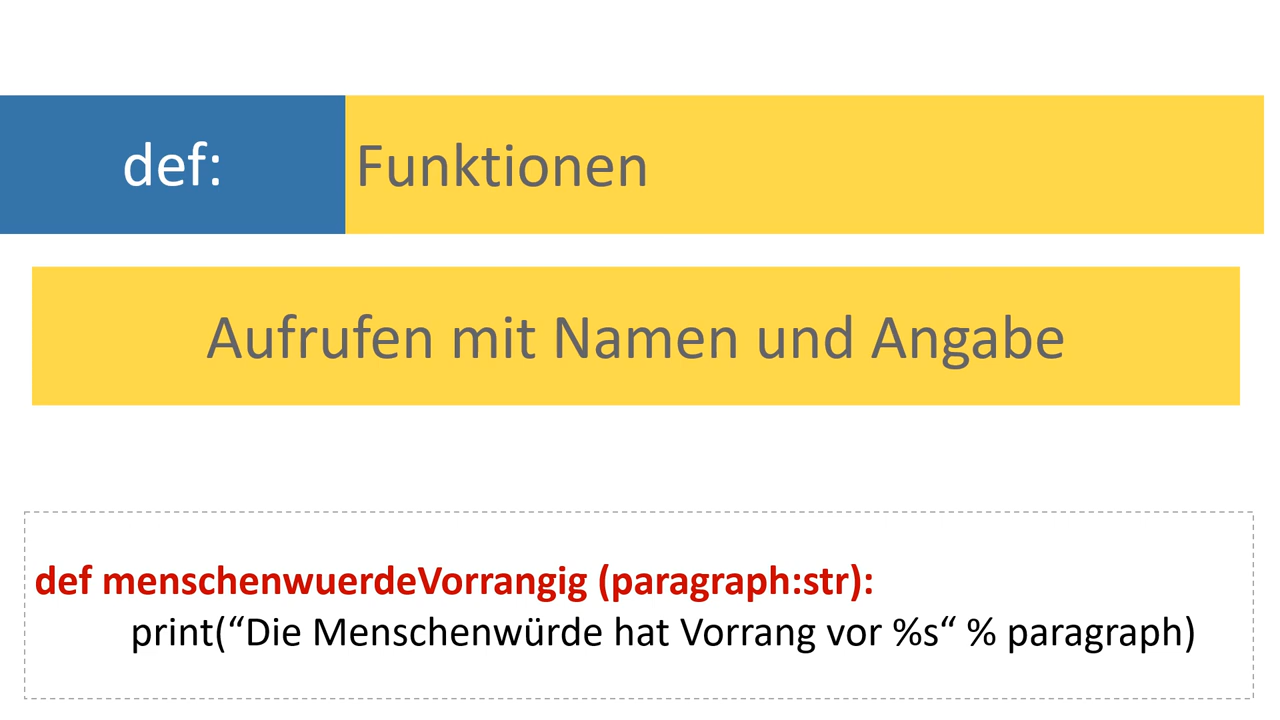 def:
Funktionen
Aufrufen mit Namen und Angabe
def menschenwuerdeVorrangig (paragraph:str):
print(“Die Menschenwürde hat Vorrang vor %s“ % paragraph)